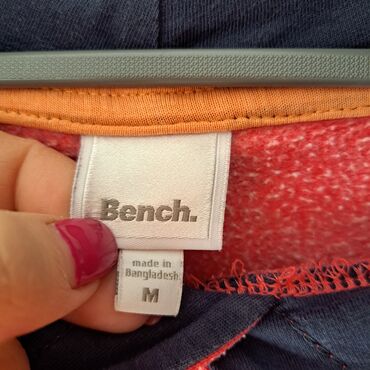 Bench.
made in
Bangladesh
M